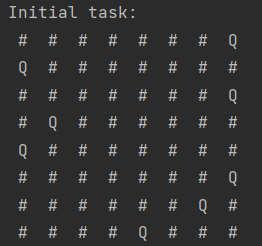 Initial task:
# # # # # # # Q
Q # # # # # # #
# # # # # # # Q
# Q # # # # # #
Q # # # # # # #
# # # # # # # Q
# # # # # # Q #
# # # # Q # # #